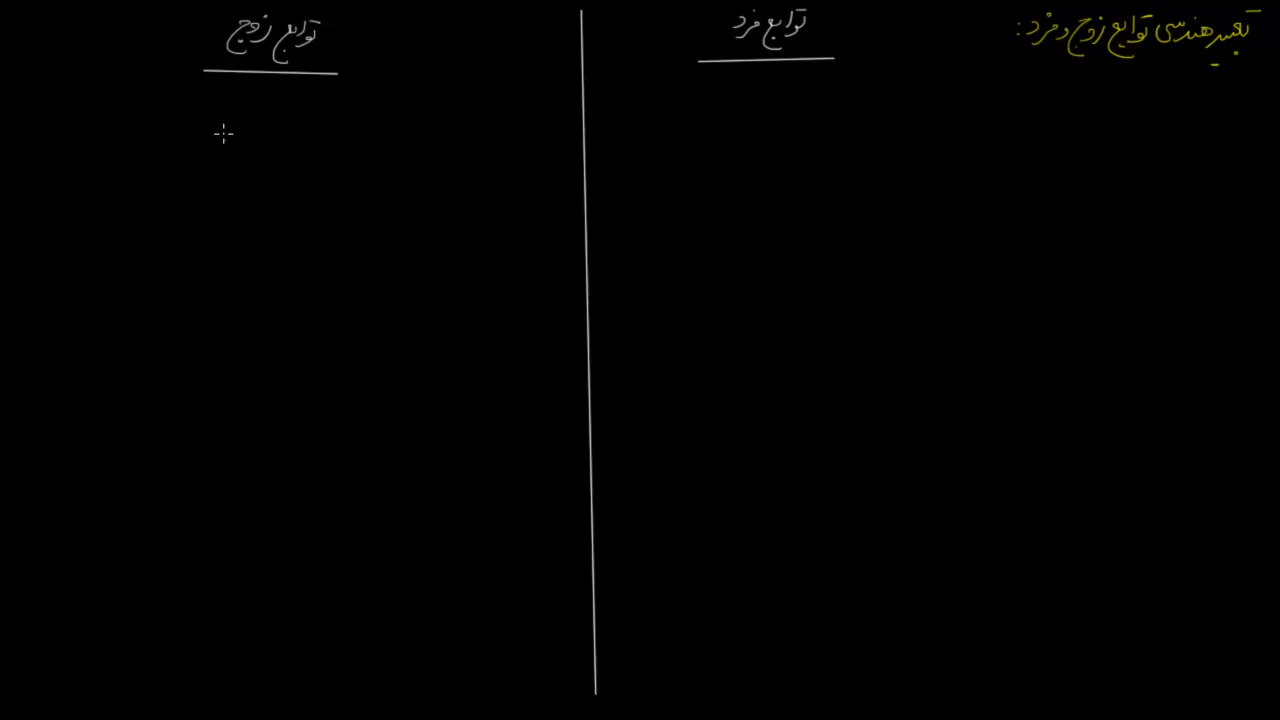 تعبیر هندسی توابع زوج و فرد :
توابع فرد
توابع زوج